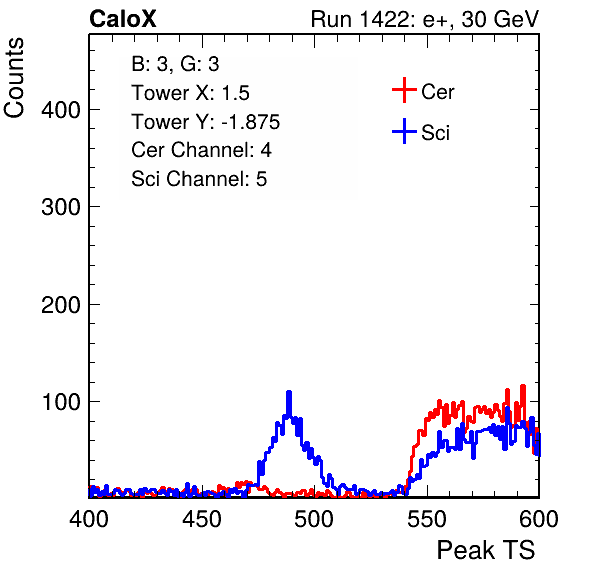 CaloX Run 1422: e+, 30 GeV
Counts
B: 3, G: 3
Tower X: 1.5
Tower Y: -1.875
Cer Channel: 4
Sci Channel: 5
Cer
Sci
400
300
200
100
400 450 500 550 600
Peak TS